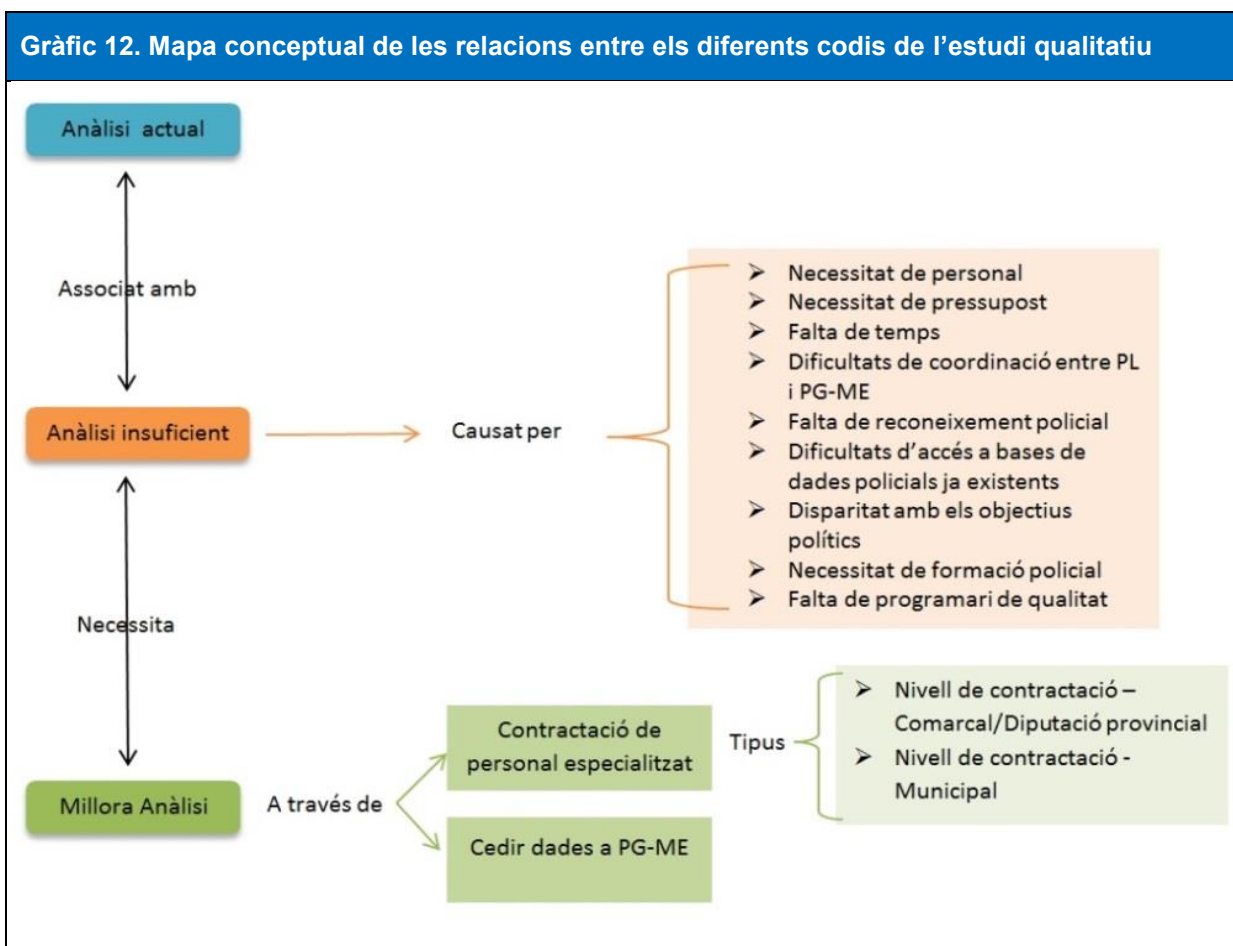 Gràfic 12. Mapa conceptual de les relacions entre els diferents codis de l’estudi qualitatiu
Anàlisi actual
Associat amb
Anàlisi insuficient
Causat per
➢ Necessitat de personal
➢ Necessitat de pressupost
➢ Falta de temps
➢ Dificultats de coordinació entre PL
i PG-ME
➢ Falta de reconeixement policial
➢ Dificultats d’accés a bases de
dades policials ja existents
➢ Disparitat amb els objectius
polítics
➢ Necessitat de formació policial
➢ Falta de programari de qualitat
Necessita
Millora Anàlisi
A través de
Contractació de
personal especialitzat
Cedir dades a PG-ME
Tipus
➢ Nivell de contractació –
Comarcal/Diputació provincial
➢ Nivell de contractació -
Municipal